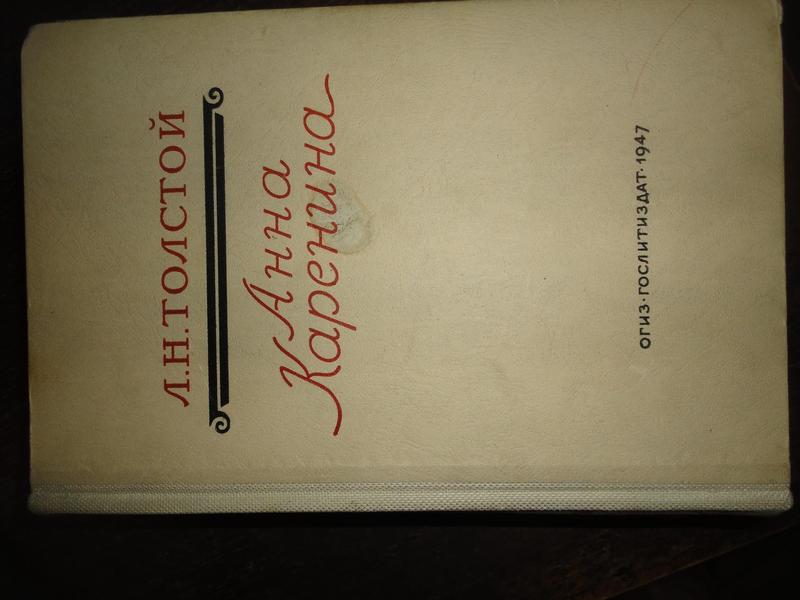 Л.Н.ТОЛСТОЙ
Анна
Каренина
ОГИЗ·ГОСЛИТИЗДАТ·1947